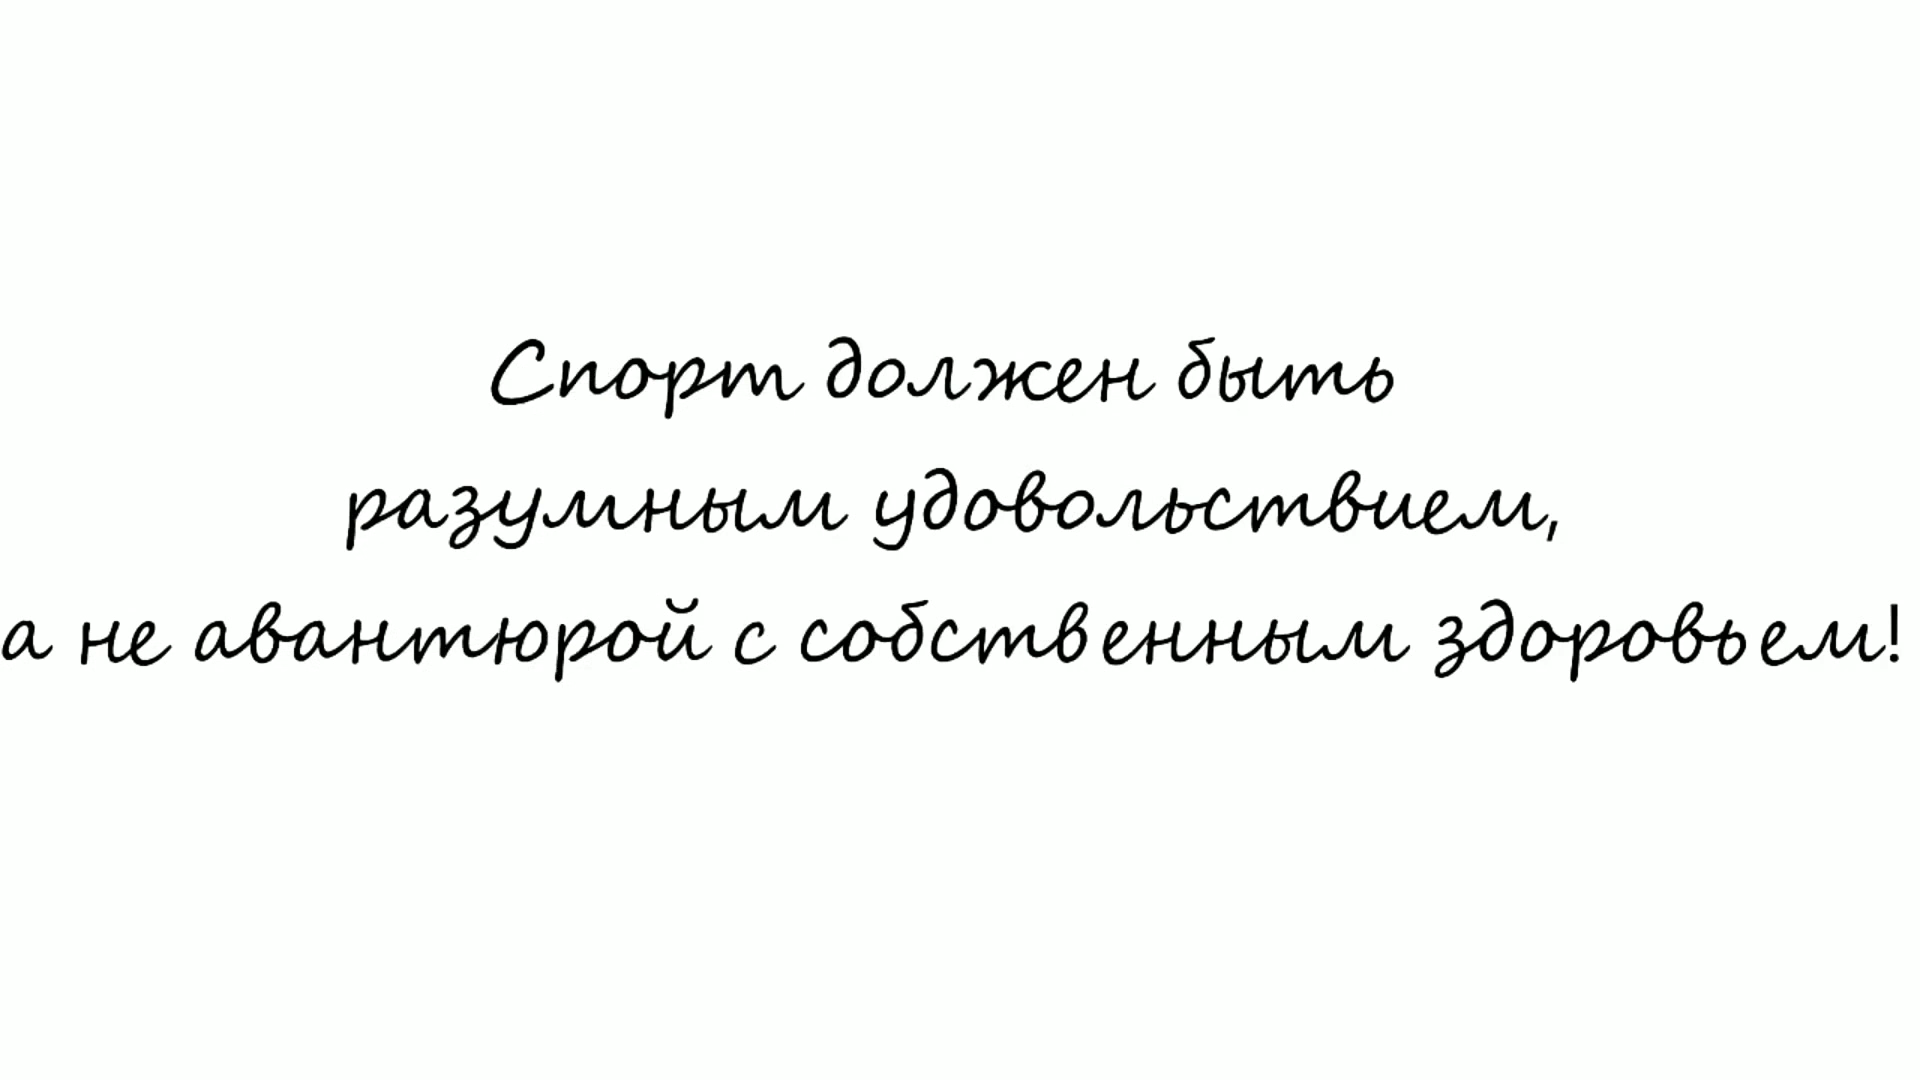 Спорт должен быть
разумным удовольствием,
а не авантюрой с собственным здоровьем!